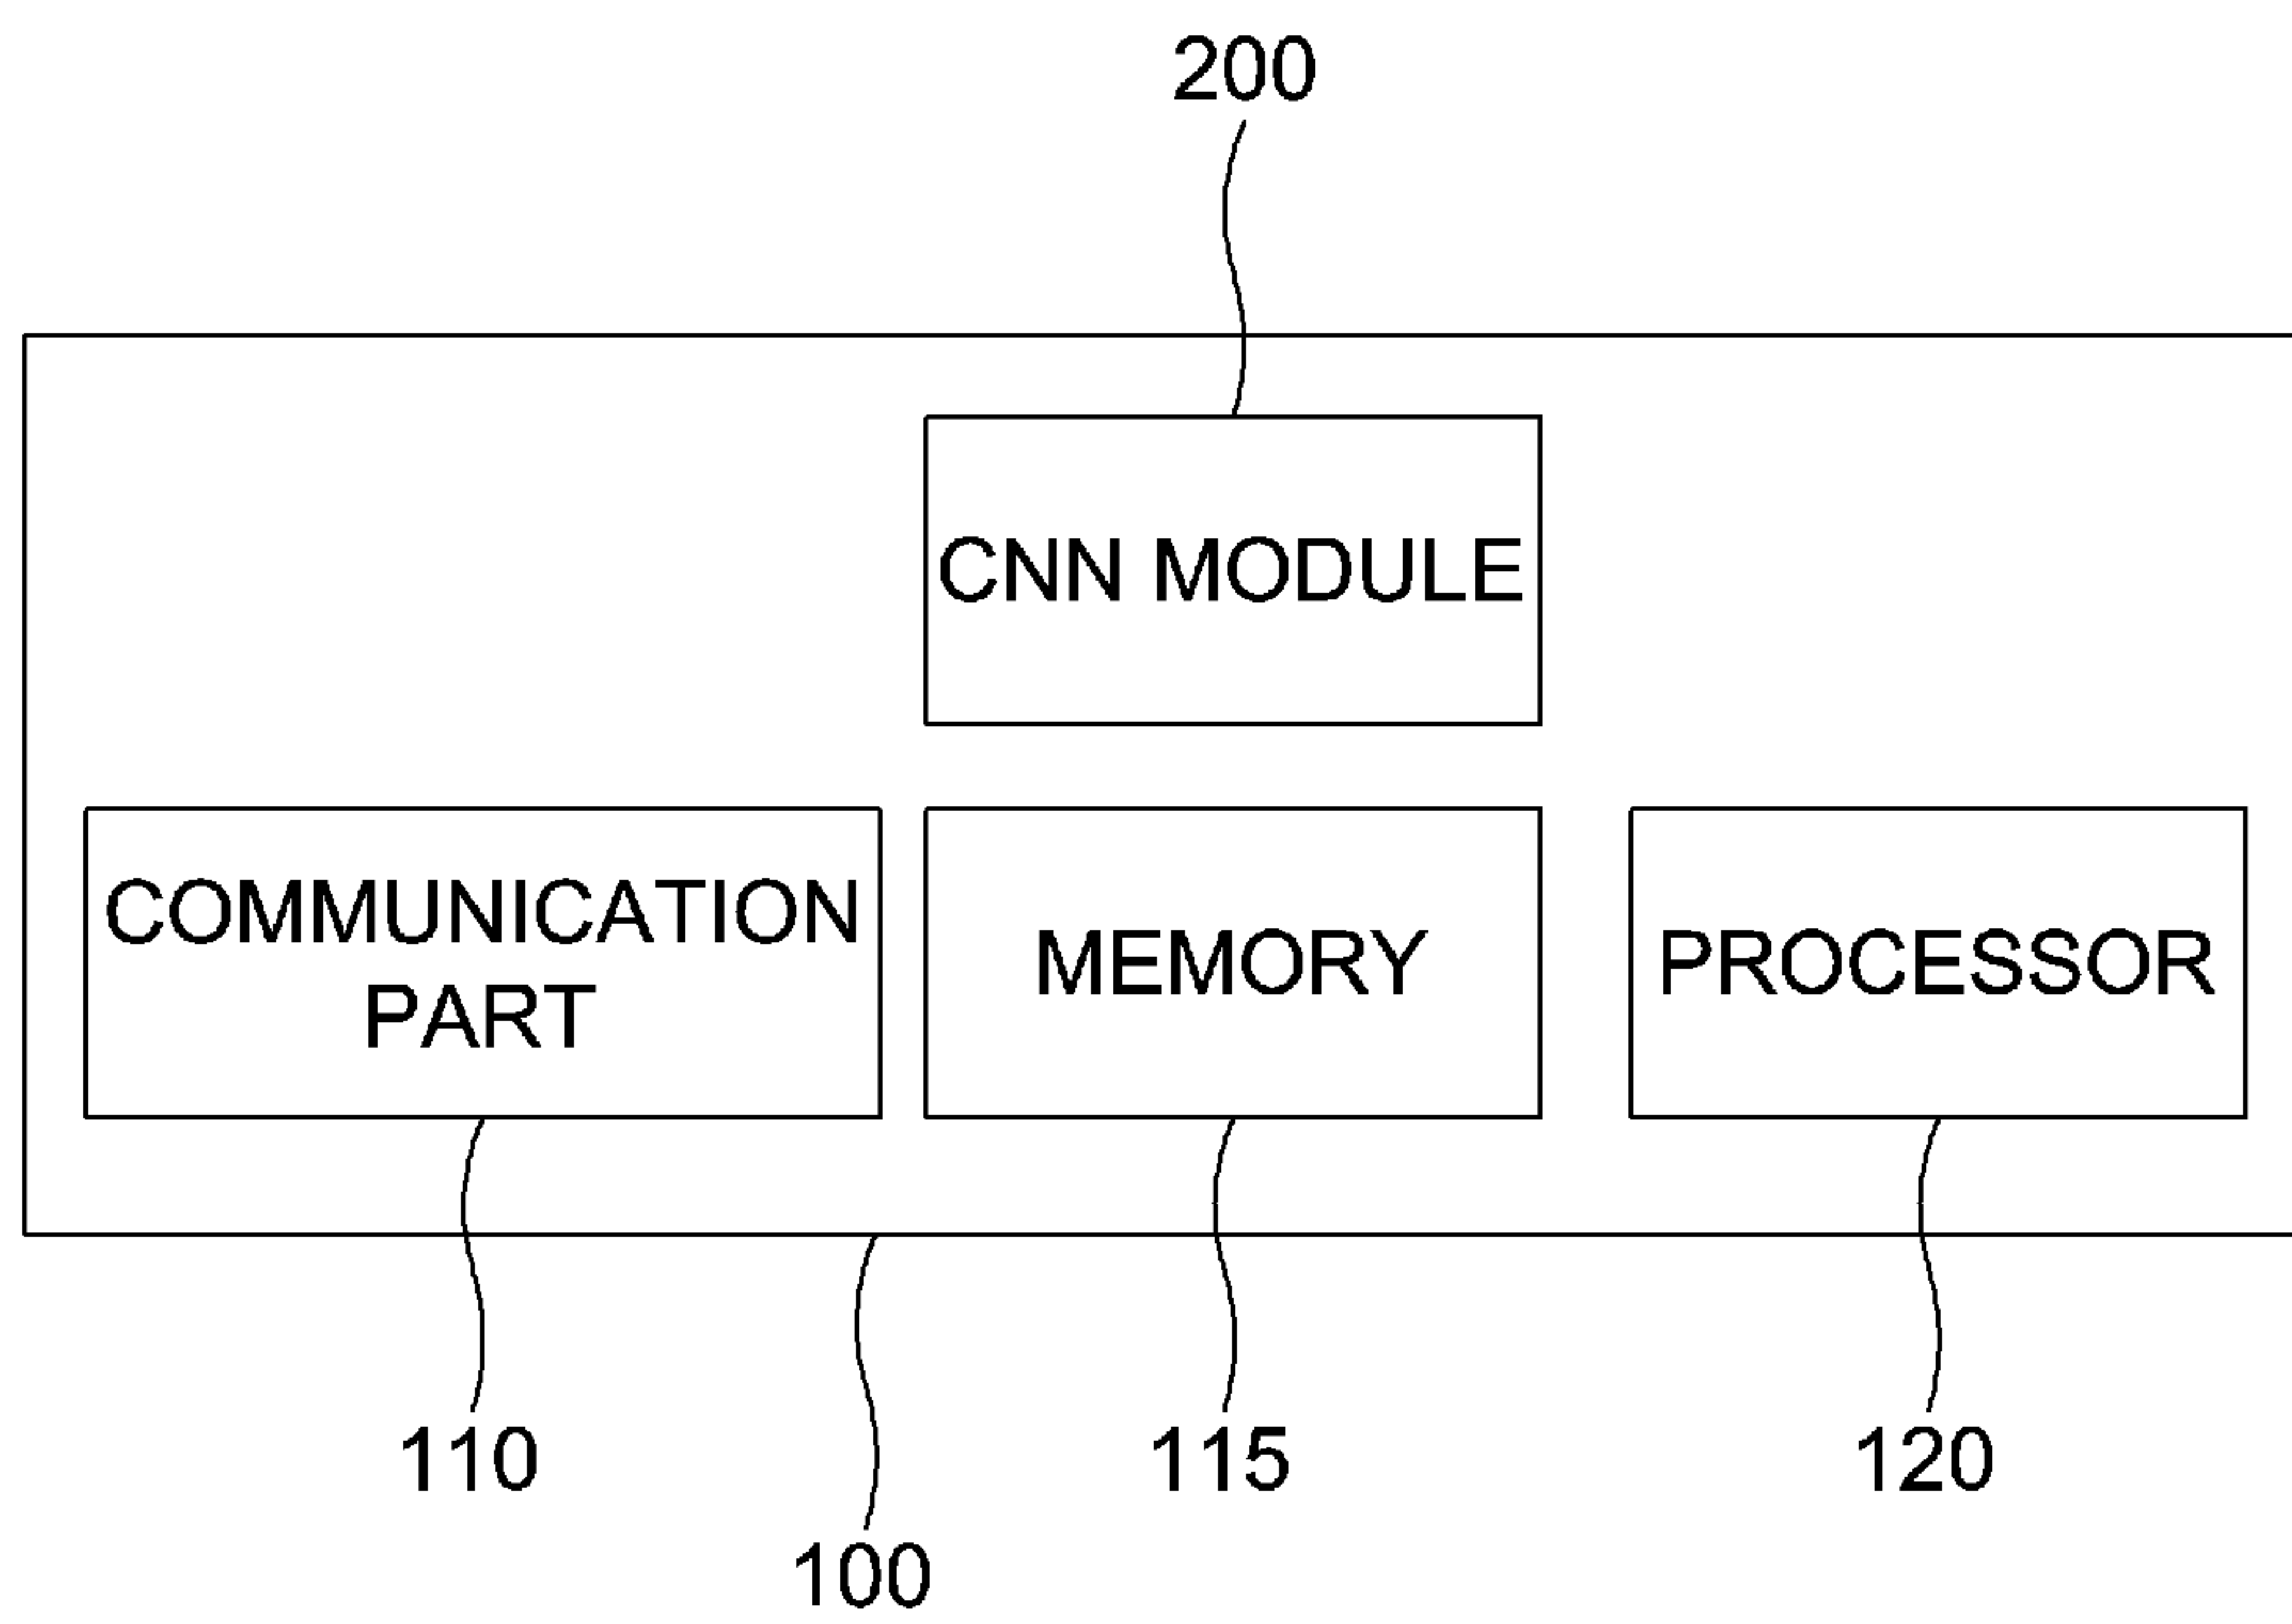 200
CNN MODULE
COMMUNICATION
PART
MEMORY
PROCESSOR
110
115
120
100